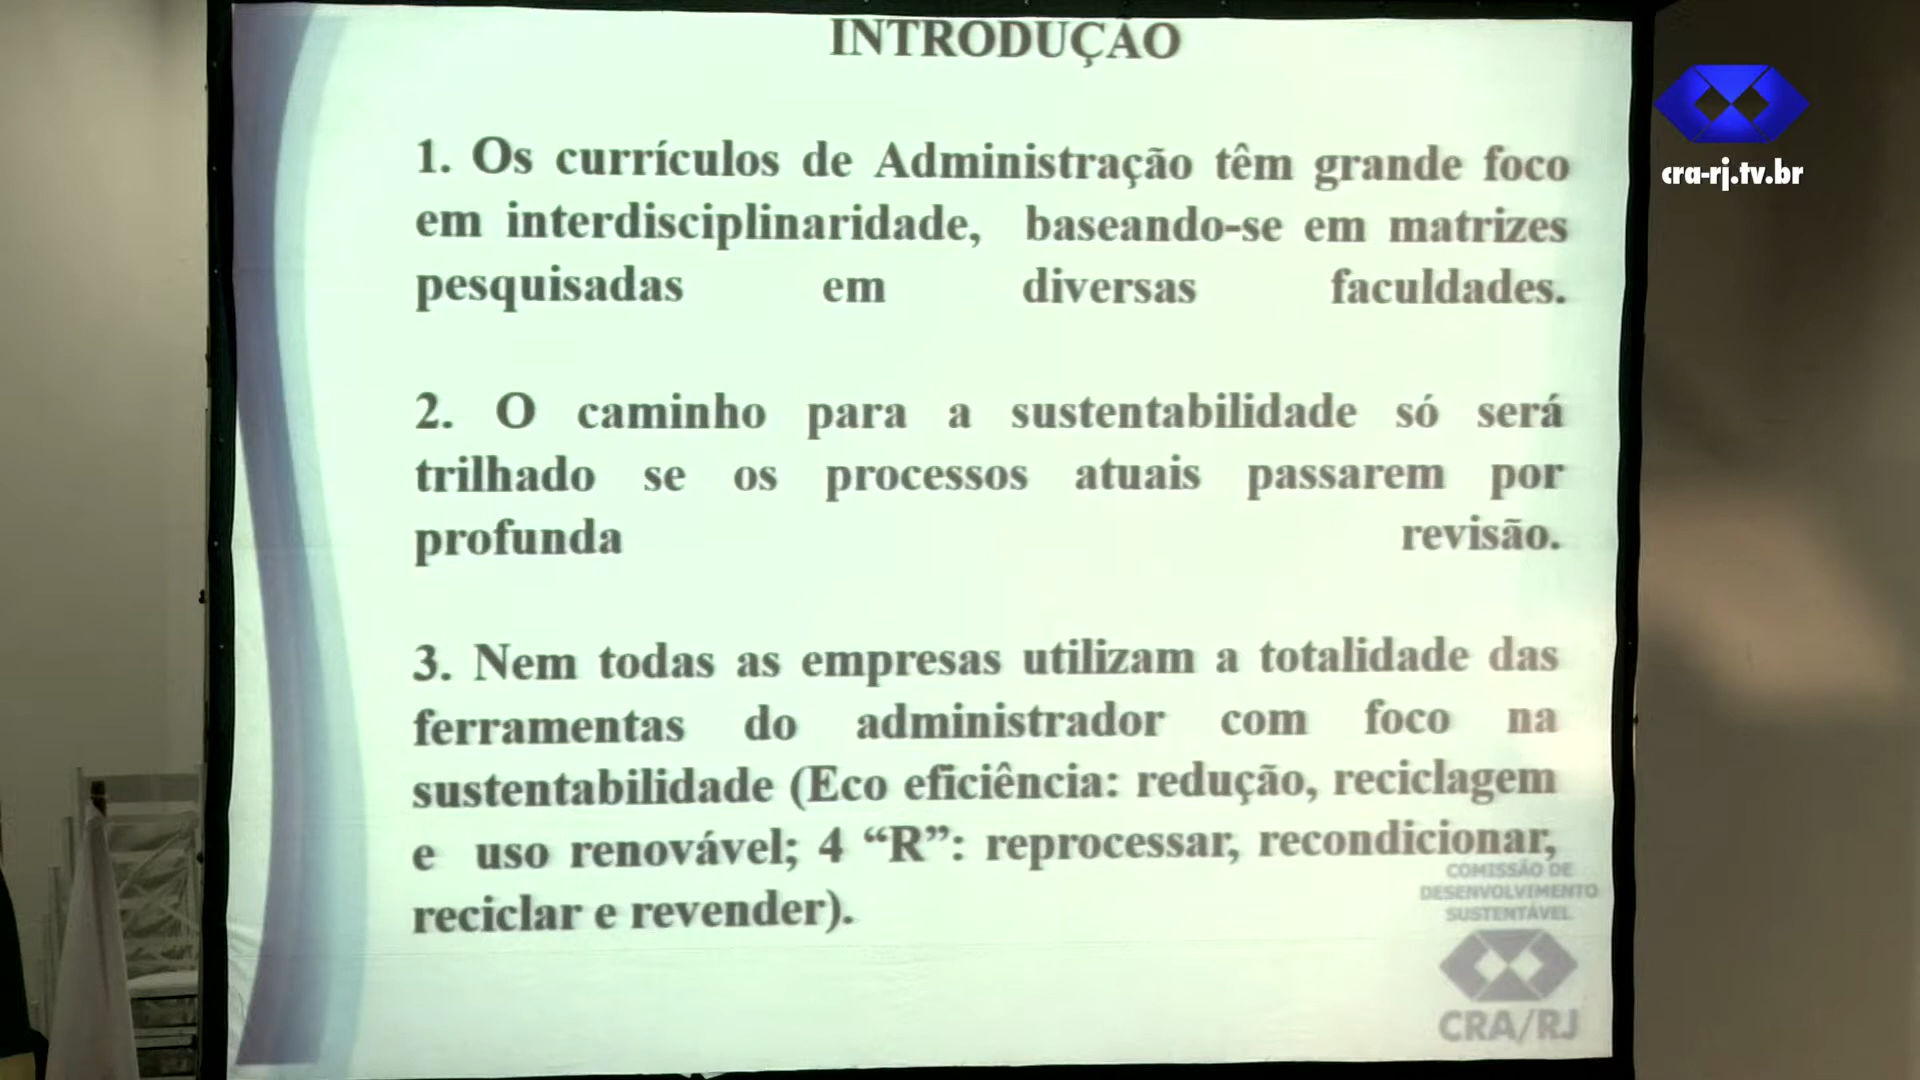 INTRODUÇÃO
cra-rj.tv.br
1. Os currículos de Administração têm grande foco
em interdisciplinaridade, baseando-se em matrizes
pesquisadas em diversas faculdades.
2. O caminho para a sustentabilidade só será
trilhado se os processos atuais passarem por
profunda revisão.
3. Nem todas as empresas utilizam a totalidade das
ferramentas do administrador com foco na
sustentabilidade (Eco eficiência: redução, reciclagem
e uso renovável; 4 “R”: reprocessar, recondicionar,
reciclar e revender).
COMISSÃO DE
DESENVOLVIMENTO
SUSTENTÁVEL
CRA/RJ